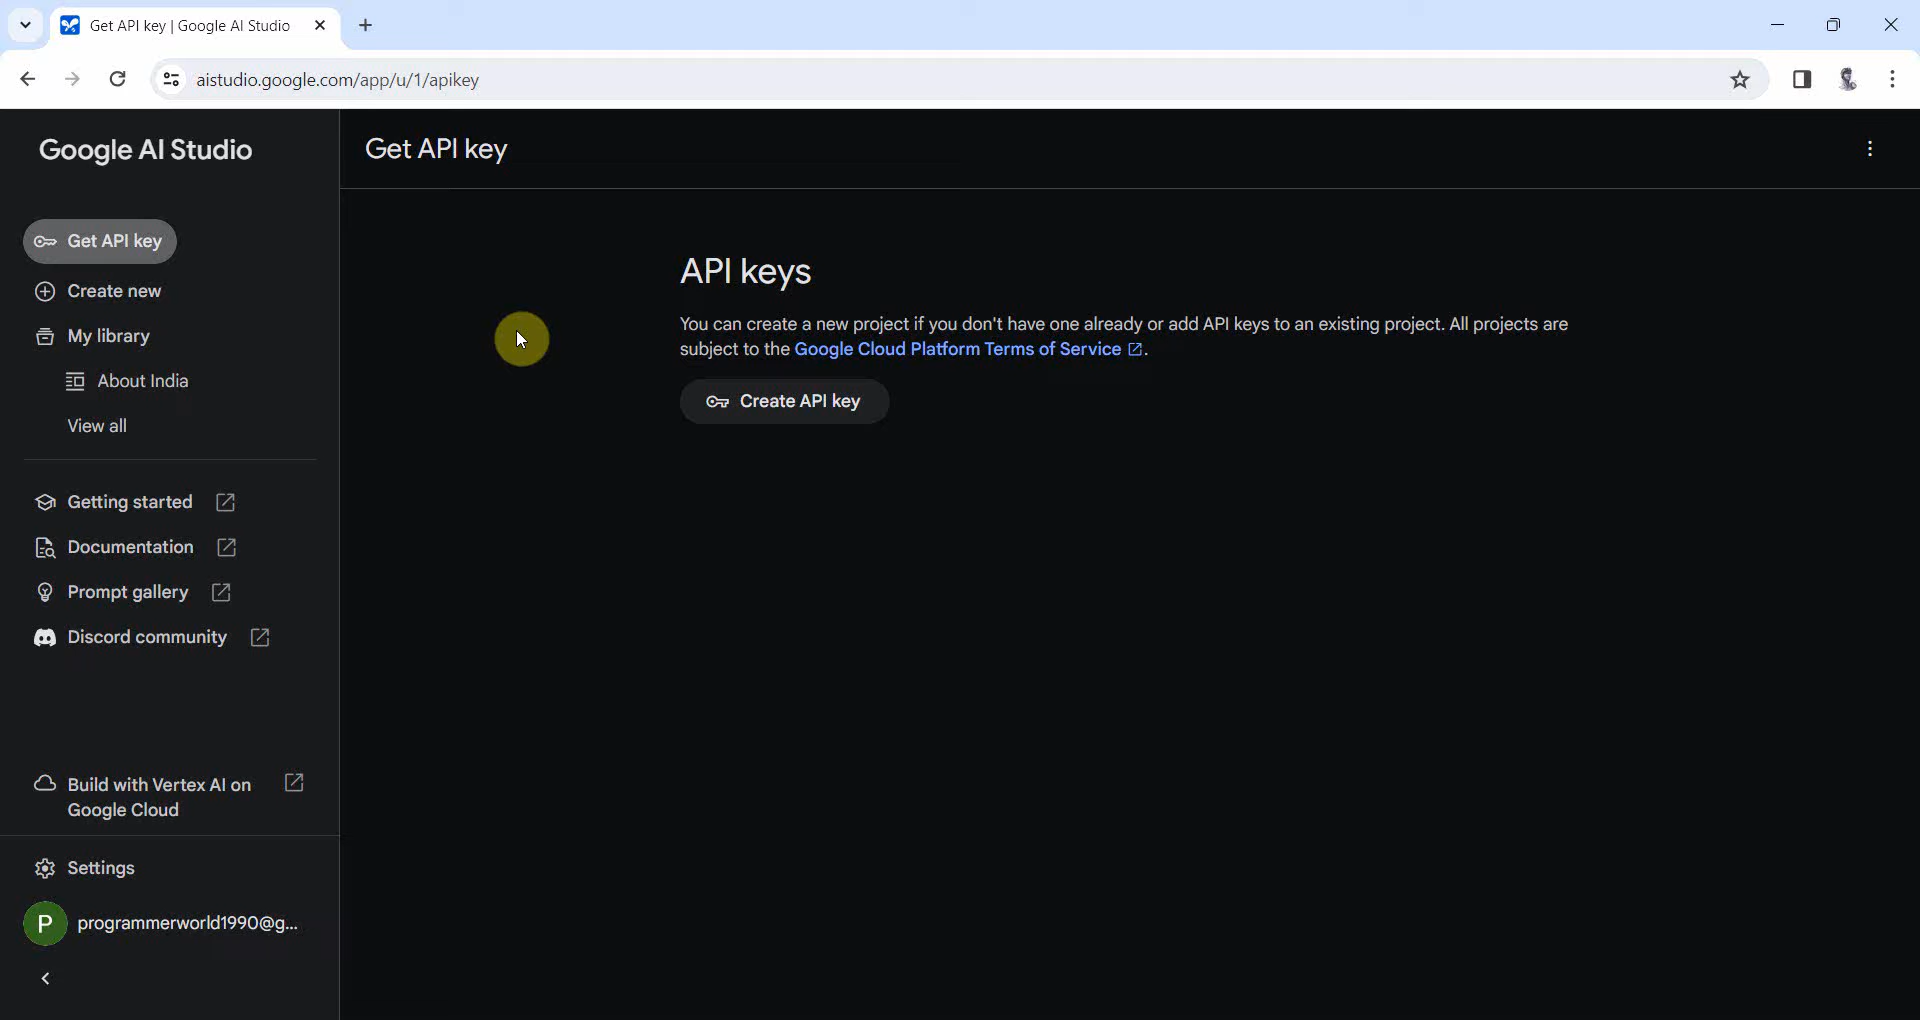 Get API key | Google AI Studio
aistudio.google.com/app/u/1/apikey
Google AI Studio
Get API key
Create new
My library
About India
View all
Getting started
Documentation
Prompt gallery
Discord community
Build with Vertex AI on
Google Cloud
Settings
P
programmerworld1990@g...
Get API key
API keys
You can create a new project if you don't have one already or add API keys to an existing project. All projects are
subject to the Google Cloud Platform Terms of Service .
Create API key